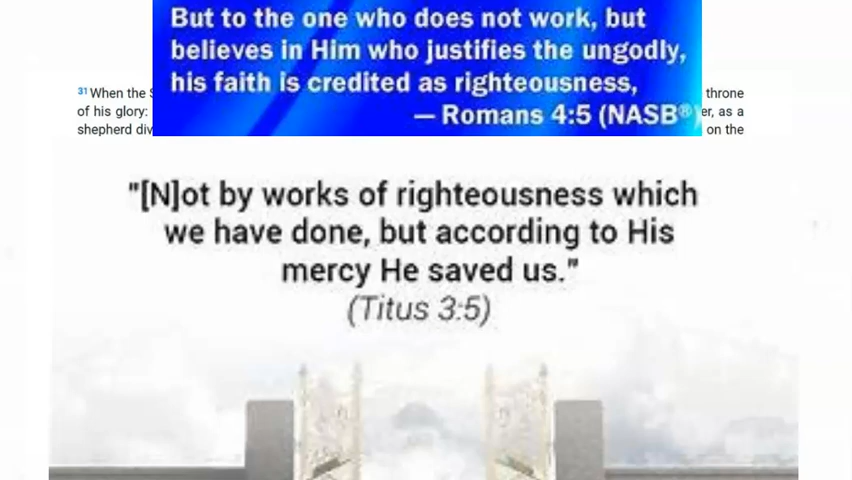 But to the one who does not work, but
believes in Him who justifies the ungodly,
his faith is credited as righteousness,
— Romans 4:5 (NASB®)
31 When the S throne
of his glory: er, as a
shepherd div on the
"[N]ot by works of righteousness which
we have done, but according to His
mercy He saved us."
(Titus 3:5)